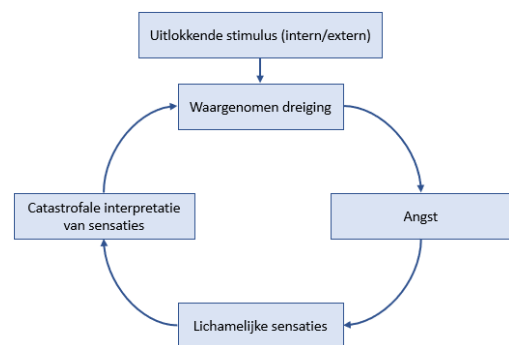 Uitlokkende stimulus (intern/extern)
Waargenomen dreiging
Angst
Lichamelijke sensaties
Catastrofale interpretatie
van sensaties